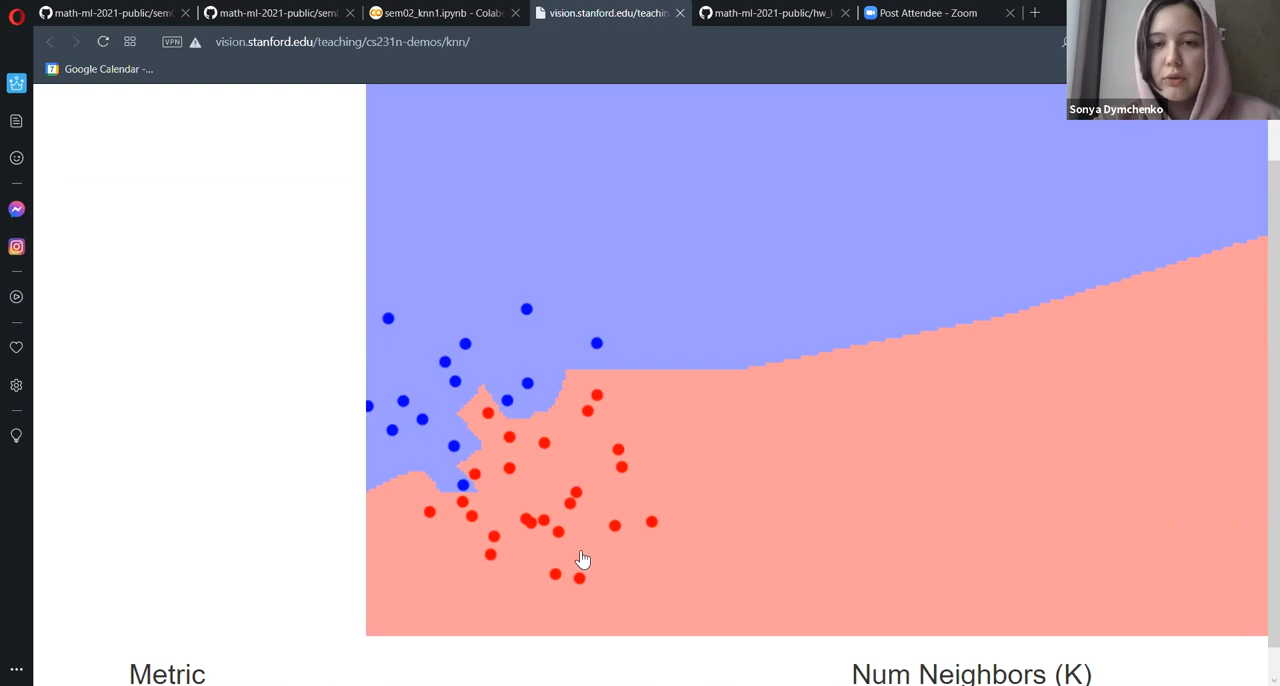 math-ml-2021-public/sem
math-ml-2021-public/sem
sem02_knn1.ipynb - Colab
vision.stanford.edu/teachin
math-ml-2021-public/hw_
Post Attendee - Zoom
VPN
vision.stanford.edu/teaching/cs231n-demos/knn/
7
Google Calendar -...
Sonya Dymchenko
Metric
Num Neighbors (K)